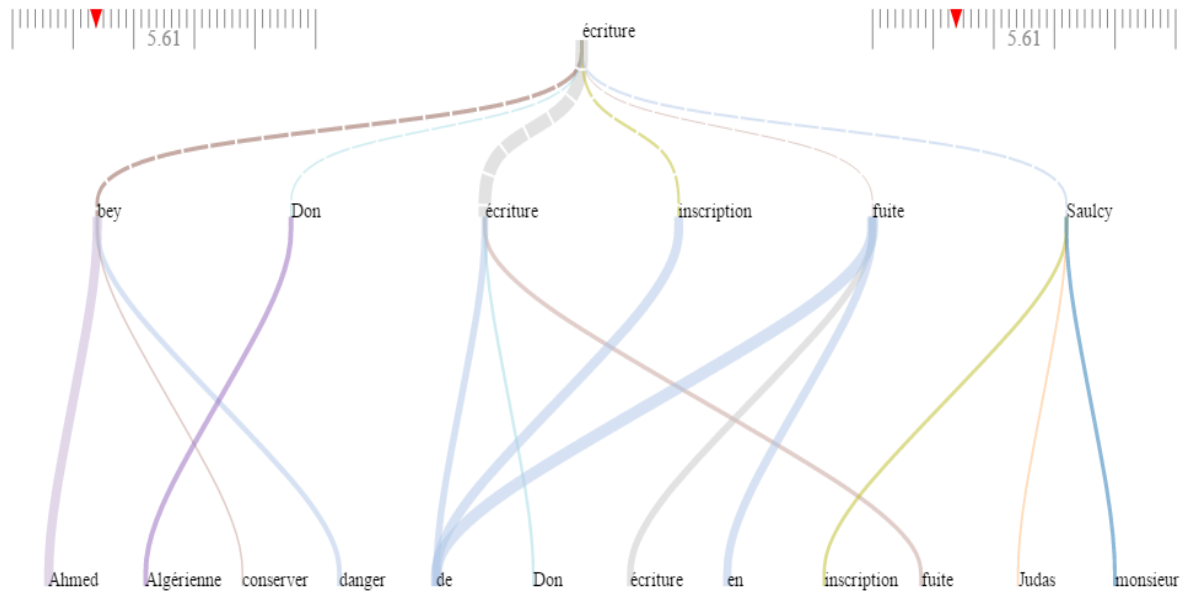 5.61 écriture 5.61
bey Don écriture inscription fuite Saulcy
Ahmed Algérienne conserver danger de Don écriture en inscription fuite Judas monsieur